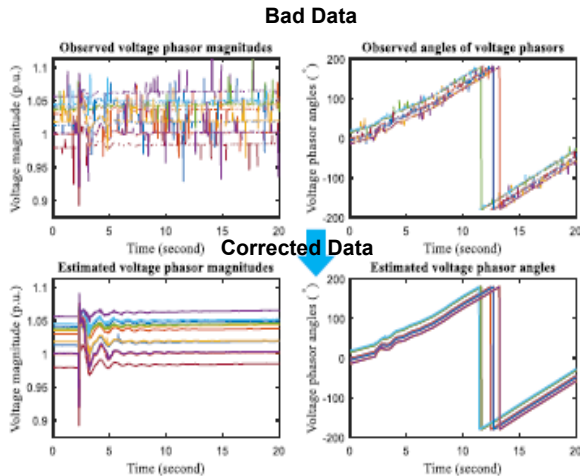 Bad Data
Observed voltage phasor magnitudes
Voltage magnitude (p.u.)
1.1
1.05
1
0.95
0.9
0 5 10 15 20
Time (second)
Observed angles of voltage phasors
Voltage phasor angles (°)
200
100
0
-100
-200
0 5 10 15 20
Time (second)
Corrected Data
Estimated voltage phasor magnitudes
Voltage magnitude (p.u.)
1.1
1.05
1
0.95
0.9
0 5 10 15 20
Time (second)
Estimated voltage phasor angles
Voltage phasor angles (°)
200
100
0
-100
-200
0 5 10 15 20
Time (second)